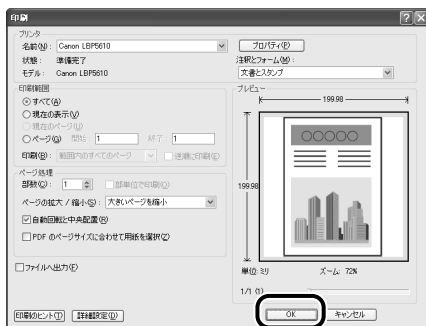 印刷
プリンタ
名前(N): Canon LBP5610
プロパティ(P)
状態: 準備完了
注釈とフォーム(M):
モデル: Canon LBP5610
文書とスタンプ
印刷範囲
プレビュー
すべて(A)
199.98
現在の表示(V)
現在のページ(U)
ページ(G) 開始: 1 終了: 1
印刷(B): 範囲内のすべてのページ 逆順に印刷(E)
ページ処理
部数(C): 1 部単位で印刷(O)
199.98
ページの拡大 / 縮小(S): 大きいページを縮小
自動回転と中央配置(R)
PDF のページサイズに合わせて用紙を選択(Z)
ファイルへ出力(F)
単位: ミリ ズーム: 72%
1/1 (1)
印刷のヒント(T) 詳細設定(D) OK キャンセル